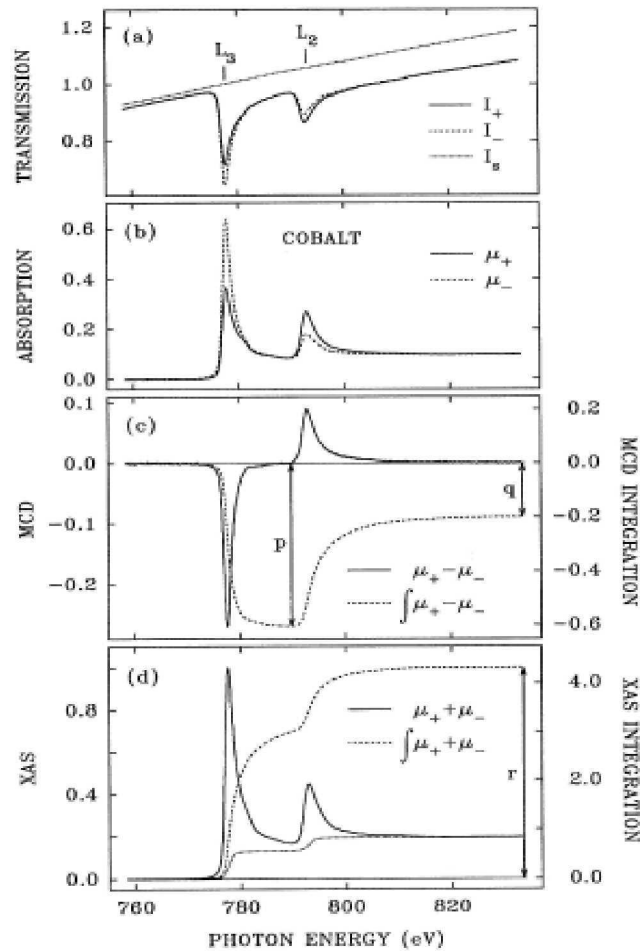 1.2
(a)
L₃
L₂
1.0
0.8
TRANSMISSION
I₊
I₋
Iₛ
0.6
(b)
COBALT
0.4
0.2
0.0
ABSORPTION
μ₊
μ₋
0.1
(c)
0.0
-0.1
-0.2
MCD
p
q
0.2
0.0
-0.2
-0.4
-0.6
MCD INTEGRATION
μ₊-μ₋
∫μ₊-μ₋
(d)
0.8
0.4
0.0
XAS
μ₊+μ₋
∫μ₊+μ₋
r
4.0
2.0
0.0
XAS INTEGRATION
760 780 800 820
PHOTON ENERGY (eV)